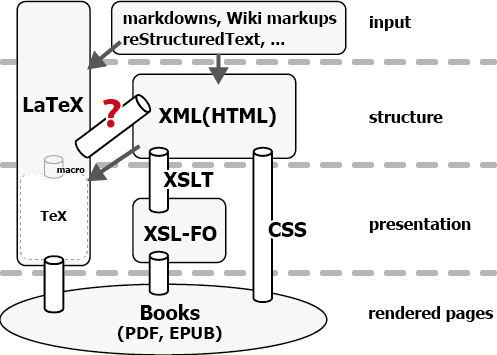 markdowns, Wiki markups
reStructuredText, ...
input
LaTeX
?
XML(HTML)
structure
macro
XSLT
TeX
XSL-FO
CSS
presentation
Books
(PDF, EPUB)
rendered pages